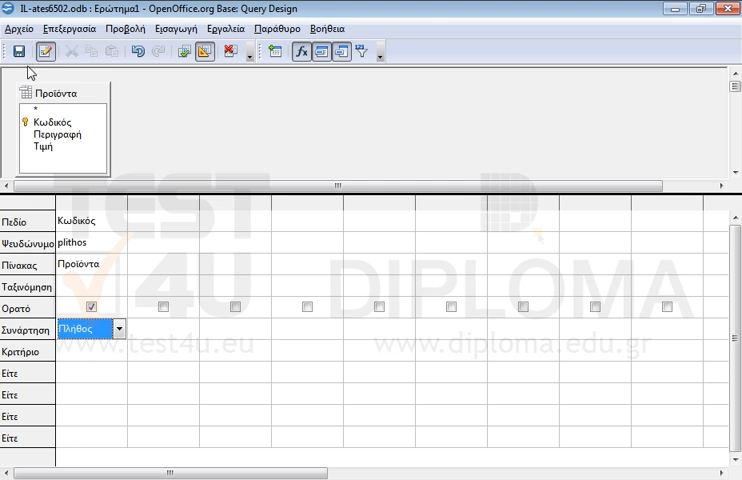 IL-ates6502.odb : Ερώτημα1 - OpenOffice.org Base: Query Design
Αρχείο Επεξεργασία Προβολή Εισαγωγή Εργαλεία Παράθυρο Βοήθεια
Προϊόντα
*
Κωδικός
Περιγραφή
Τιμή
TEST4U DIPLOMA
Πεδίο Κωδικός
Ψευδώνυμο plithos
Πίνακας Προϊόντα
Ταξινόμηση
Ορατό
Συνάρτηση Πλήθος
www.test4u.eu www.diploma.edu.gr
Κριτήριο
Είτε
Είτε
Είτε
Είτε